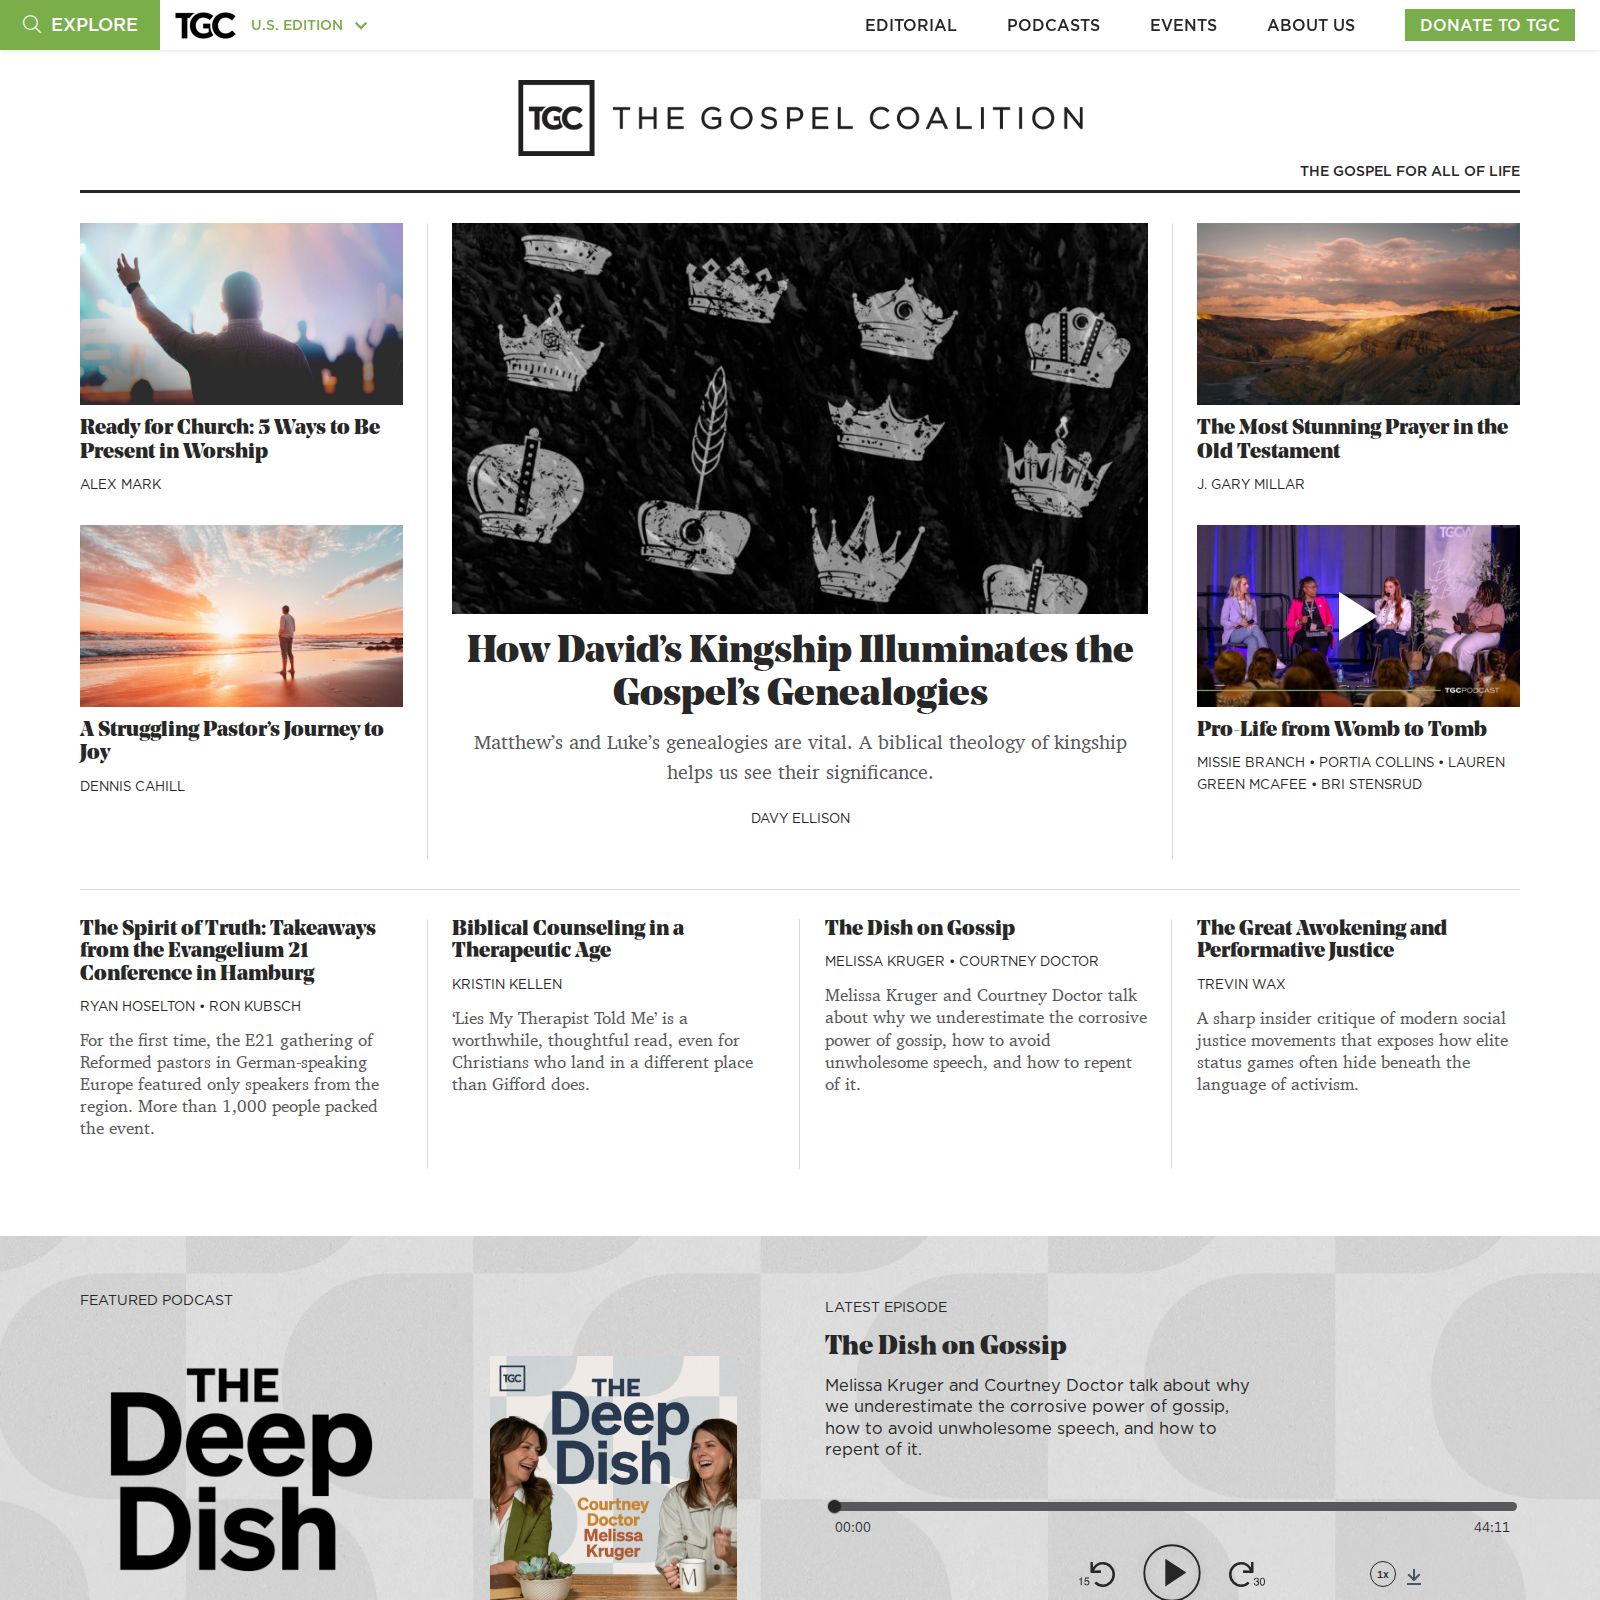 EXPLORE
TGC
U.S. EDITION
EDITORIAL
PODCASTS
EVENTS
ABOUT US
DONATE TO TGC
TGC THE GOSPEL COALITION
THE GOSPEL FOR ALL OF LIFE
Ready for Church: 5 Ways to Be
Present in Worship
ALEX MARK
A Struggling Pastor’s Journey to
Joy
DENNIS CAHILL
How David’s Kingship Illuminates the
Gospel’s Genealogies
Matthew’s and Luke’s genealogies are vital. A biblical theology of kingship
helps us see their significance.
DAVY ELLISON
The Most Stunning Prayer in the
Old Testament
J. GARY MILLAR
TGCW
TGCPODCAST
Pro-Life from Womb to Tomb
MISSIE BRANCH • PORTIA COLLINS • LAUREN
GREEN MCAFEE • BRI STENSRUD
The Spirit of Truth: Takeaways
from the Evangelium 21
Conference in Hamburg
RYAN HOSELTON • RON KUBSCH
For the first time, the E21 gathering of
Reformed pastors in German-speaking
Europe featured only speakers from the
region. More than 1,000 people packed
the event.
Biblical Counseling in a
Therapeutic Age
KRISTIN KELLEN
‘Lies My Therapist Told Me’ is a
worthwhile, thoughtful read, even for
Christians who land in a different place
than Gifford does.
The Dish on Gossip
MELISSA KRUGER • COURTNEY DOCTOR
Melissa Kruger and Courtney Doctor talk
about why we underestimate the corrosive
power of gossip, how to avoid
unwholesome speech, and how to repent
of it.
The Great Awokening and
Performative Justice
TREVIN WAX
A sharp insider critique of modern social
justice movements that exposes how elite
status games often hide beneath the
language of activism.
FEATURED PODCAST
THE
Deep
Dish
TGC
THE
Deep
Dish
Courtney
Doctor
Melissa
Kruger
M
LATEST EPISODE
The Dish on Gossip
Melissa Kruger and Courtney Doctor talk about why
we underestimate the corrosive power of gossip,
how to avoid unwholesome speech, and how to
repent of it.
00:00
44:11
15
30
1x